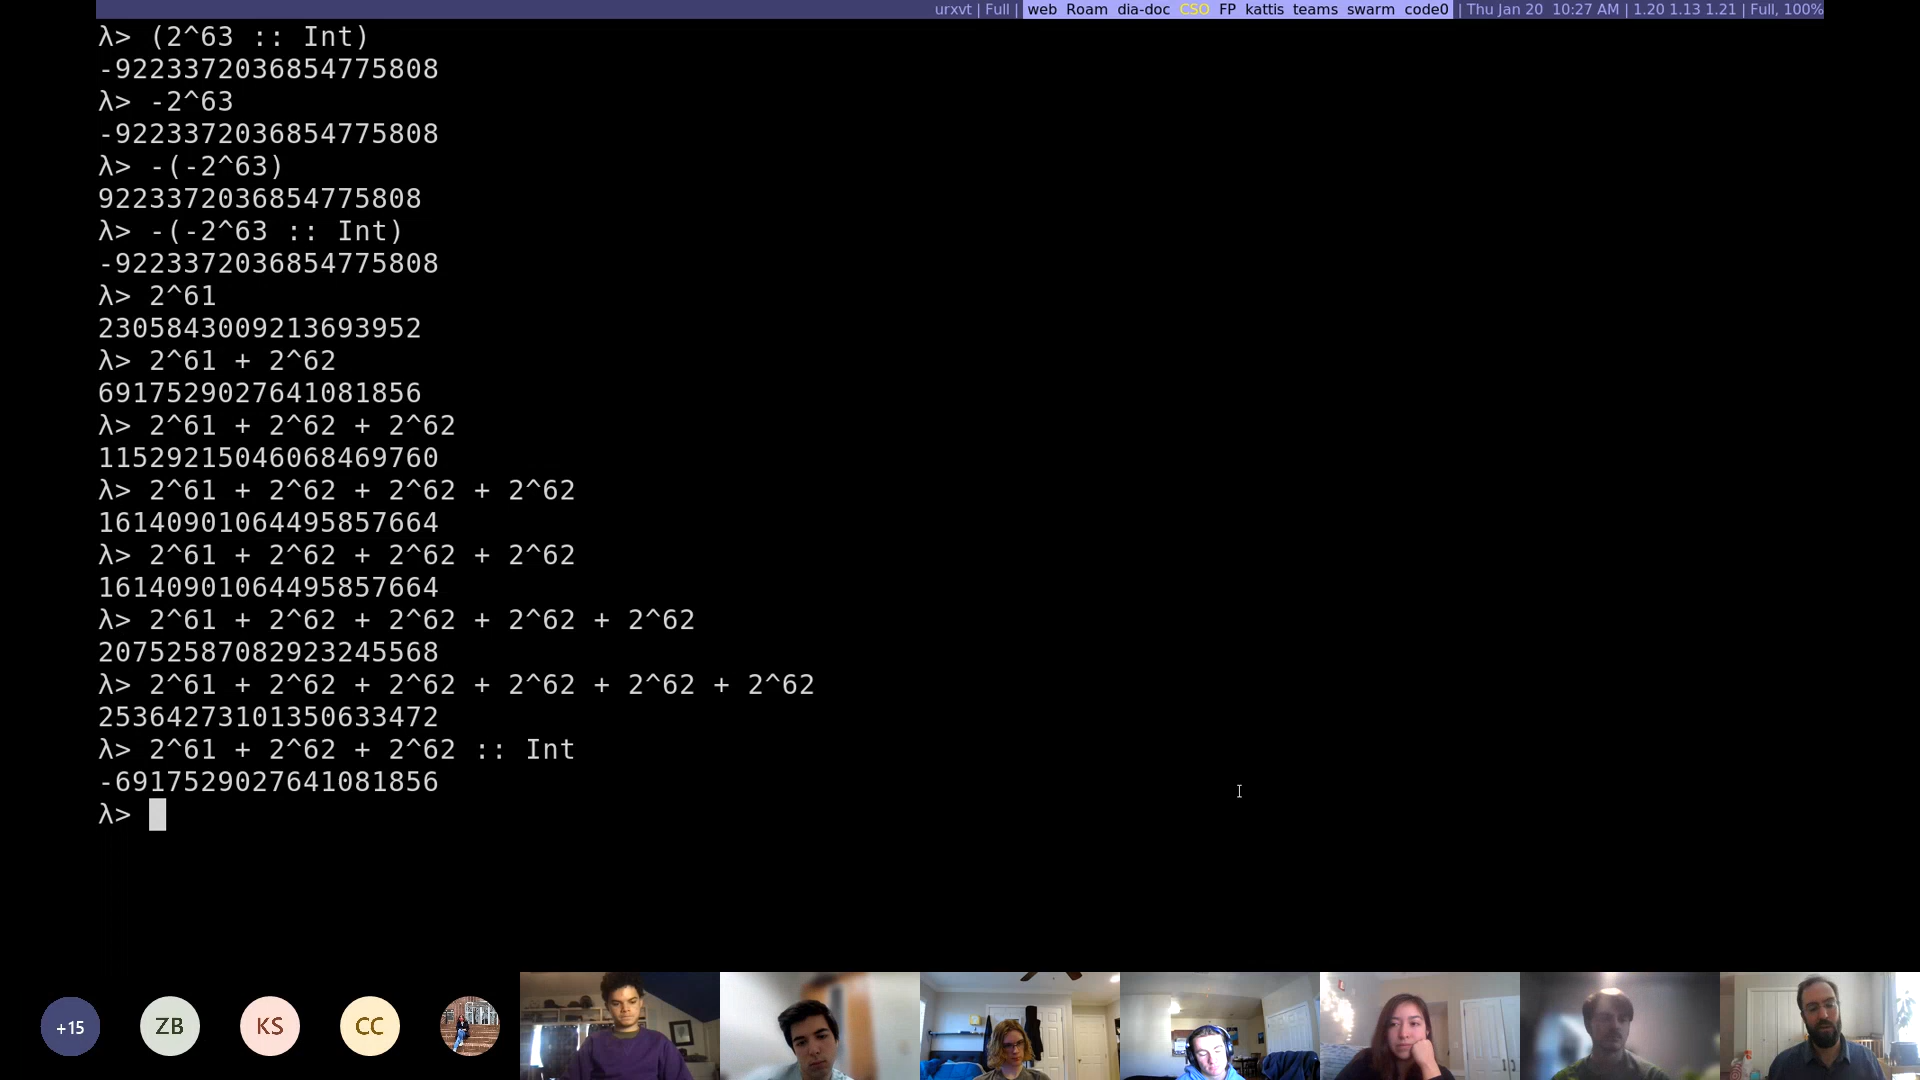 urxvt | Full | web Roam dia-doc CSO FP kattis teams swarm code0 | Thu Jan 20 10:27 AM | 1.20 1.13 1.21 | Full, 100%
λ> (2^63 :: Int)
-9223372036854775808
λ> -2^63
-9223372036854775808
λ> -(-2^63)
9223372036854775808
λ> -(-2^63 :: Int)
-9223372036854775808
λ> 2^61
2305843009213693952
λ> 2^61 + 2^62
6917529027641081856
λ> 2^61 + 2^62 + 2^62
11529215046068469760
λ> 2^61 + 2^62 + 2^62 + 2^62
16140901064495857664
λ> 2^61 + 2^62 + 2^62 + 2^62
16140901064495857664
λ> 2^61 + 2^62 + 2^62 + 2^62 + 2^62
20752587082923245568
λ> 2^61 + 2^62 + 2^62 + 2^62 + 2^62 + 2^62
25364273101350633472
λ> 2^61 + 2^62 + 2^62 :: Int
-6917529027641081856
λ>
+15 ZB KS CC